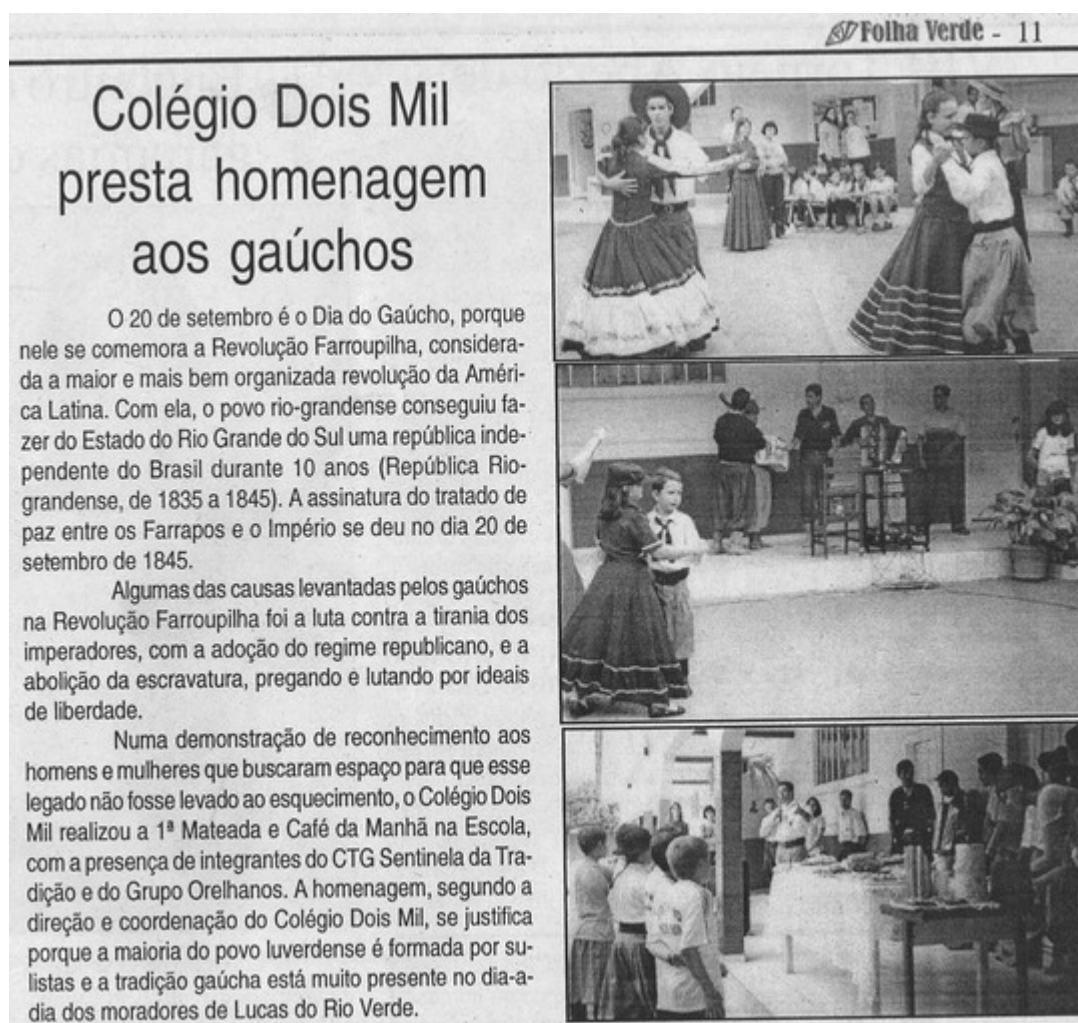 Folha Verde - 11
Colégio Dois Mil
presta homenagem
aos gaúchos
O 20 de setembro é o Dia do Gaúcho, porque
nele se comemora a Revolução Farroupilha, considera-
da a maior e mais bem organizada revolução da Améri-
ca Latina. Com ela, o povo rio-grandense conseguiu fa-
zer do Estado do Rio Grande do Sul uma república inde-
pendente do Brasil durante 10 anos (República Rio-
grandense, de 1835 a 1845). A assinatura do tratado de
paz entre os Farrapos e o Império se deu no dia 20 de
setembro de 1845.
Algumas das causas levantadas pelos gaúchos
na Revolução Farroupilha foi a luta contra a tirania dos
imperadores, com a adoção do regime republicano, e a
abolição da escravatura, pregando e lutando por ideais
de liberdade.
Numa demonstração de reconhecimento aos
homens e mulheres que buscaram espaço para que esse
legado não fosse levado ao esquecimento, o Colégio Dois
Mil realizou a 1ª Mateada e Café da Manhã na Escola,
com a presença de integrantes do CTG Sentinela da Tra-
dição e do Grupo Orelhanos. A homenagem, segundo a
direção e coordenação do Colégio Dois Mil, se justifica
porque a maioria do povo luverdense é formada por su-
listas e a tradição gaúcha está muito presente no dia-a-
dia dos moradores de Lucas do Rio Verde.